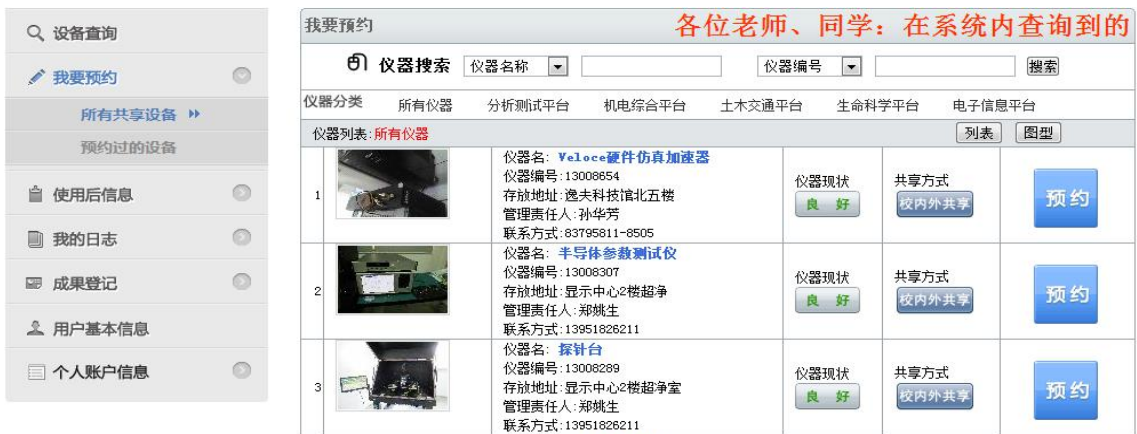 设备查询
我要预约
所有共享设备
预约过的设备
使用后信息
我的日志
成果登记
用户基本信息
个人账户信息
我要预约
各位老师、同学：在系统内查询到的
仪器搜索 仪器名称 仪器编号 搜索
仪器分类 所有仪器 分析测试平台 机电综合平台 土木交通平台 生命科学平台 电子信息平台
仪器列表:所有仪器 列表 图型
1
仪器名: Veloce硬件仿真加速器
仪器编号:13008654
存放地址:逸夫科技馆北五楼
管理责任人:孙华芳
联系方式:83795811-8505
仪器现状
良 好
共享方式
校内外共享
预约
2
仪器名: 半导体参数测试仪
仪器编号:13008307
存放地址:显示中心2楼超净
管理责任人:郑姚生
联系方式:13951826211
仪器现状
良 好
共享方式
校内外共享
预约
3
仪器名: 探针台
仪器编号:13008289
存放地址:显示中心2楼超净室
管理责任人:郑姚生
联系方式:13951826211
仪器现状
良 好
共享方式
校内外共享
预约